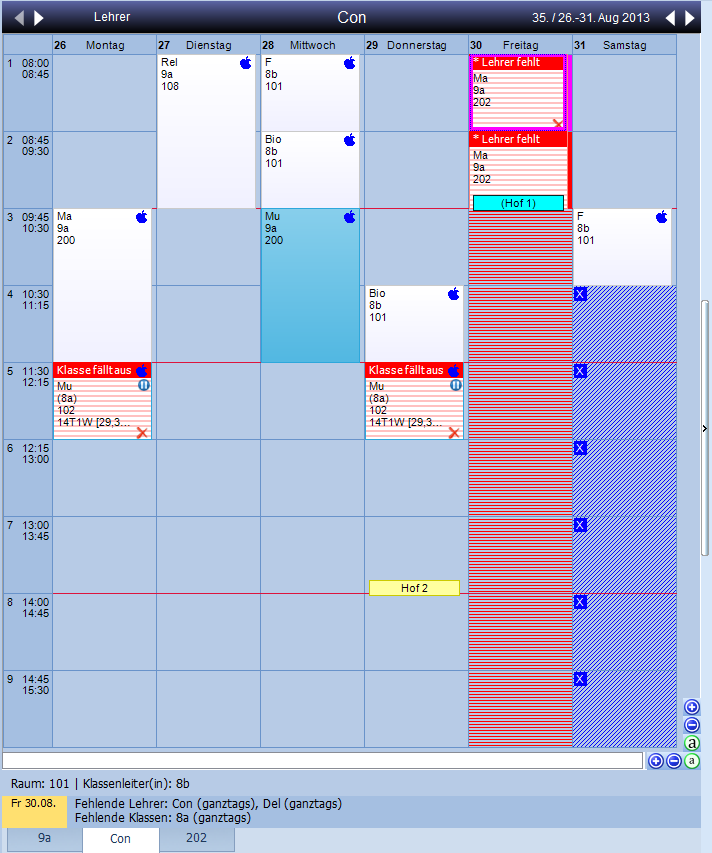 Lehrer Con 35. / 26.-31. Aug 2013
26 Montag 27 Dienstag 28 Mittwoch 29 Donnerstag 30 Freitag 31 Samstag
1 08:00
08:45
Rel
9a
108
F
8b
101
* Lehrer fehlt
Ma
9a
202
2 08:45
09:30
Bio
8b
101
* Lehrer fehlt
Ma
9a
202
(Hof 1)
3 09:45
10:30
Ma
9a
200
Mu
9a
200
F
8b
101
4 10:30
11:15
Bio
8b
101
X
5 11:30
12:15
Klasse fällt aus
Mu
(8a)
102
14T1W [29,3...
Klasse fällt aus
Mu
(8a)
102
14T1W [29,3...
X
6 12:15
13:00
X
7 13:00
13:45
X
Hof 2
8 14:00
14:45
X
9 14:45
15:30
X
a
a
Raum: 101 | Klassenleiter(in): 8b
Fr 30.08. Fehlende Lehrer: Con (ganztags), Del (ganztags)
Fehlende Klassen: 8a (ganztags)
9a Con 202